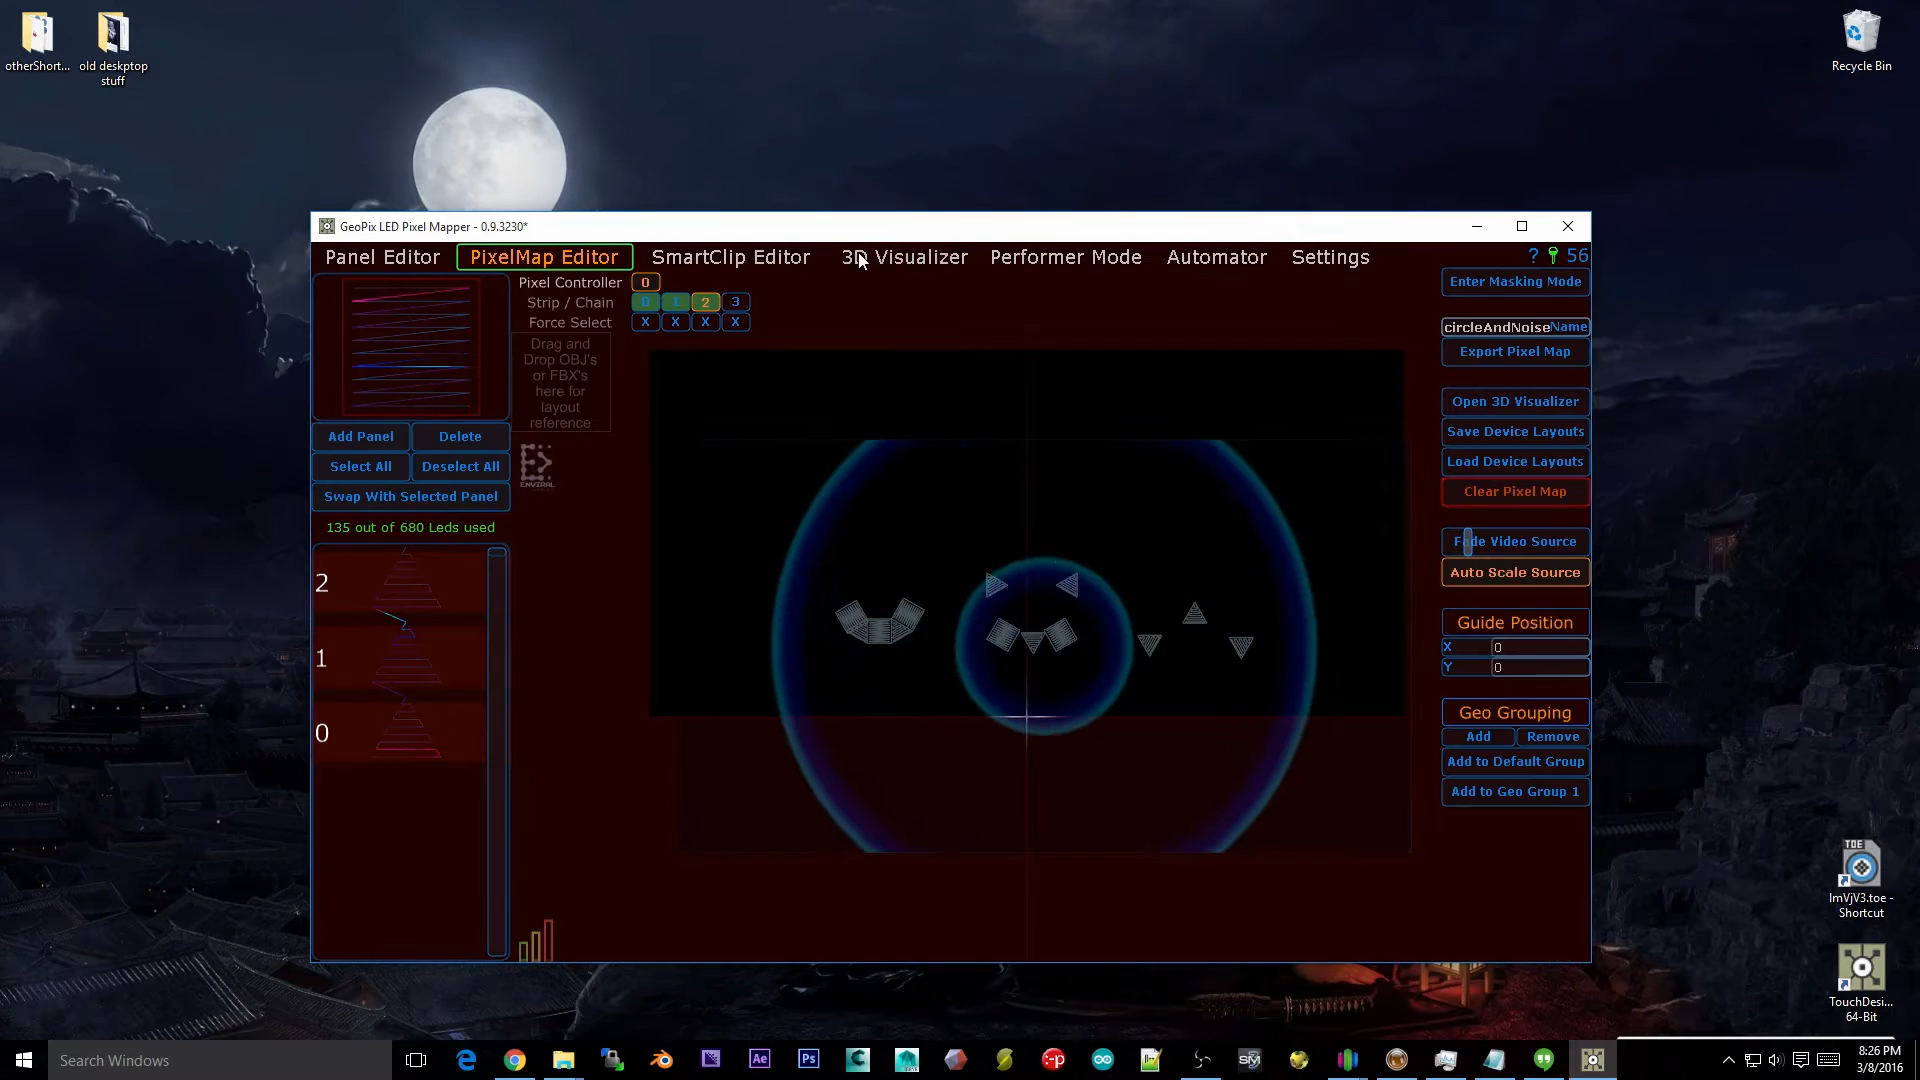 otherShort...
old deskptop
stuff
Recycle Bin
GeoPix LED Pixel Mapper - 0.9.3230*
Panel Editor
PixelMap Editor
SmartClip Editor
3D Visualizer
Performer Mode
Automator
Settings
? 56
Pixel Controller 0
Strip / Chain 0 1 2 3
Force Select X X X X
Drag and
Drop OBJ's
or FBX's
here for
layout
reference
ENVIRAL
Add Panel
Delete
Select All
Deselect All
Swap With Selected Panel
135 out of 680 Leds used
2
1
0
Enter Masking Mode
circleAndNoise Name
Export Pixel Map
Open 3D Visualizer
Save Device Layouts
Load Device Layouts
Clear Pixel Map
Fade Video Source
Auto Scale Source
Guide Position
X 0
Y 0
Geo Grouping
Add Remove
Add to Default Group
Add to Geo Group 1
TOE
ImVjV3.toe -
Shortcut
TouchDesi...
64-Bit
Search Windows
Ae
Ps
C
:-p
SM
8:26 PM
3/8/2016